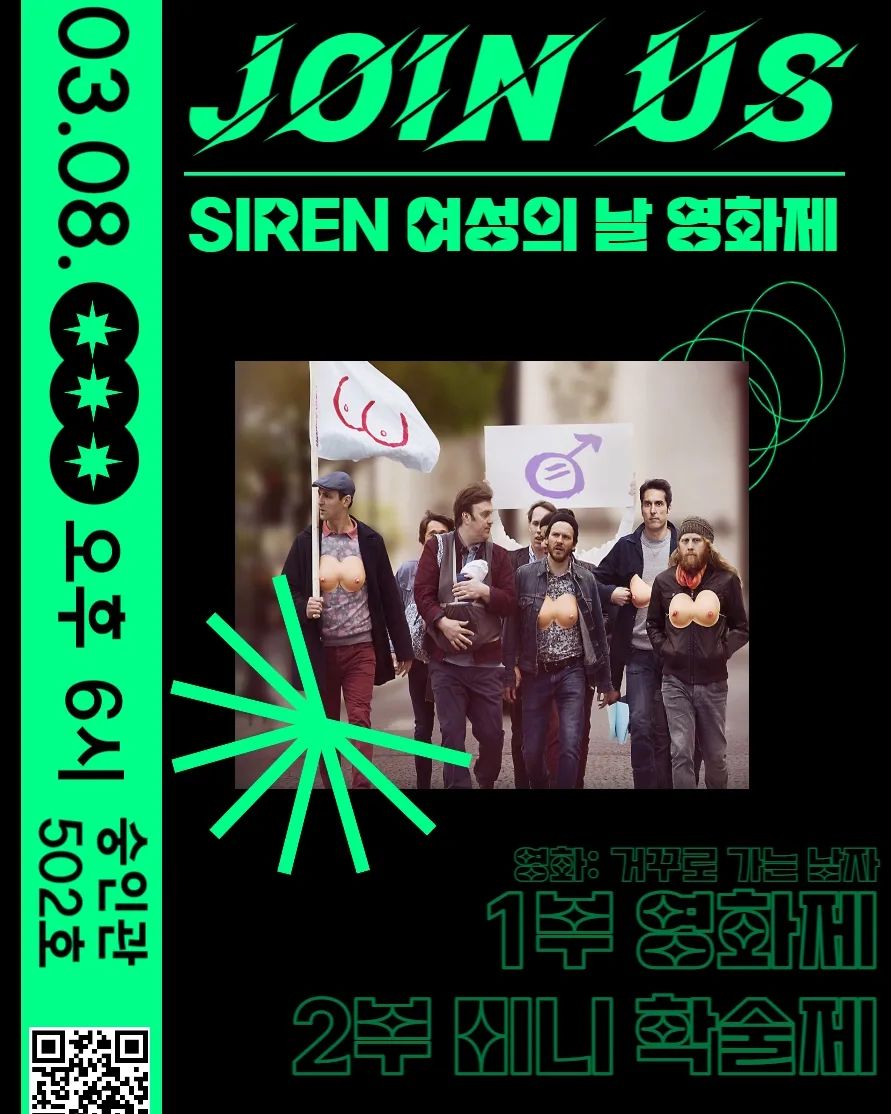 JOIN US
SIREN 여성의 날 영화제
03.08. 오후 6시
숭인관
502호
영화: 거꾸로 가는 남자
1부 영화제
2부 미니 학술제